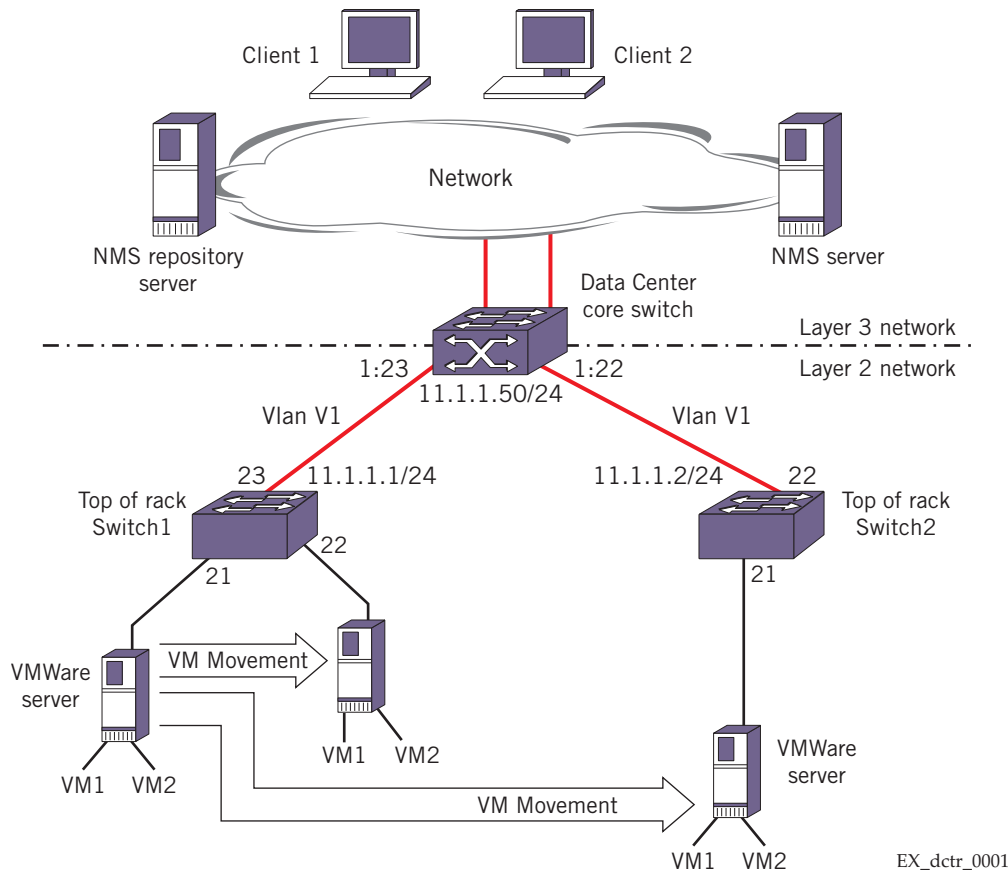 Client 1
Client 2
Network
NMS repository
server
NMS server
Data Center
core switch
Layer 3 network
Layer 2 network
1:23
1:22
11.1.1.50/24
Vlan V1
Vlan V1
23
11.1.1.1/24
11.1.1.2/24
22
Top of rack
Switch1
Top of rack
Switch2
22
21
21
VM Movement
VMWare
server
VM1
VM2
VM1
VM2
VM Movement
VMWare
server
VM1
VM2
EX_dctr_0001